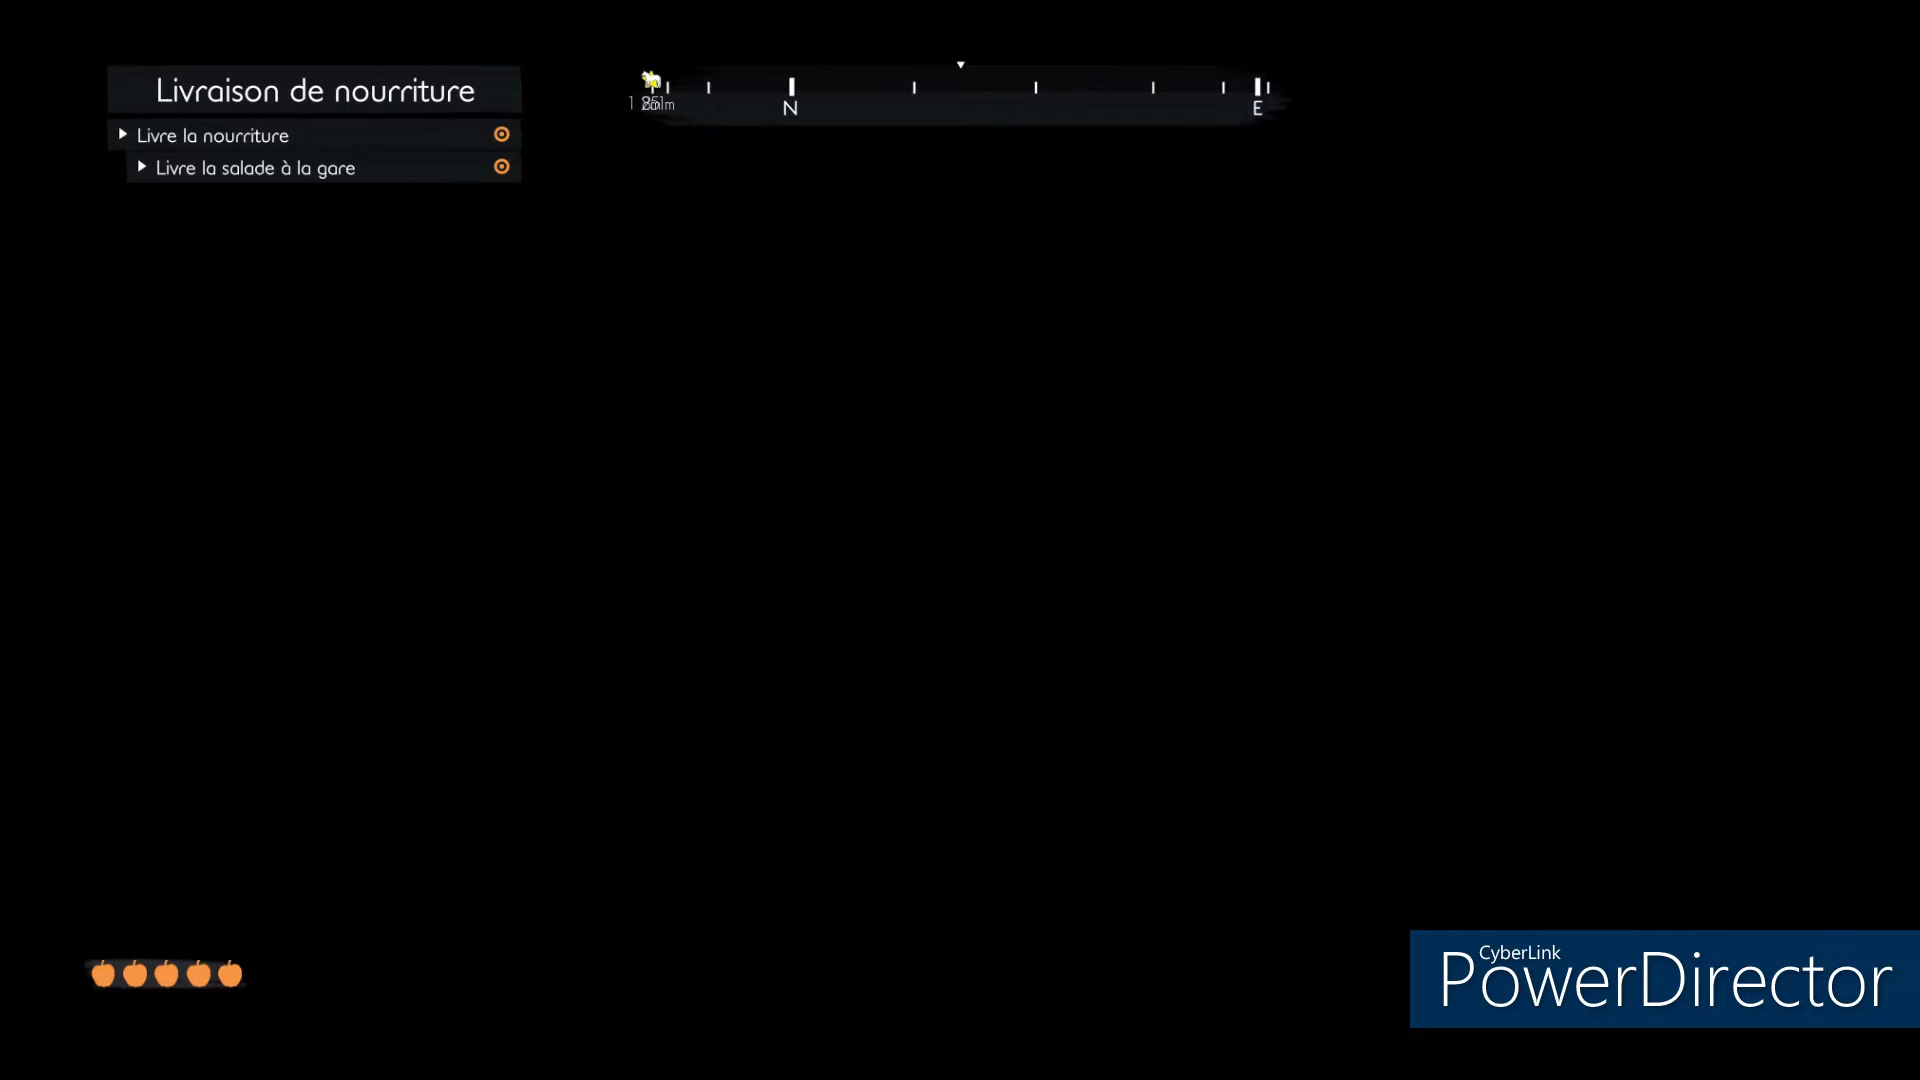 Livraison de nourriture
Livre la nourriture
Livre la salade à la gare
N
E
CyberLink
PowerDirector